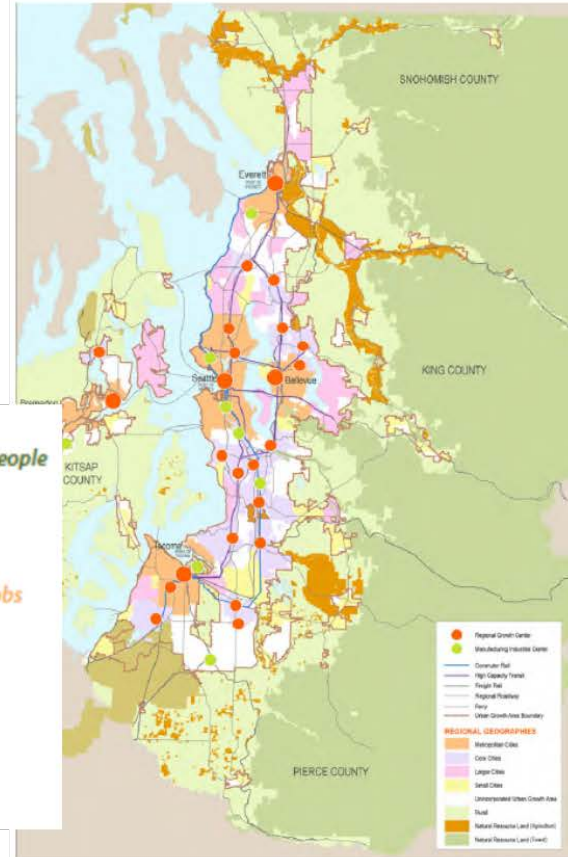 SNOHOMISH COUNTY
Everett
KING COUNTY
Seattle
Bellevue
Bremerton
eople
KITSAP
COUNTY
Tacoma
obs
Regional Growth Center
Manufacturing Industrial Center
Commuter Rail
High Capacity Transit
Freight Rail
Regional Roadway
Ferry
Urban Growth Area Boundary
REGIONAL GEOGRAPHIES
Metropolitan Cities
Core Cities
Larger Cities
Small Cities
Unincorporated Urban Growth Area
Rural
Natural Resource Land (Agriculture)
Natural Resource Land (Forest)
PIERCE COUNTY